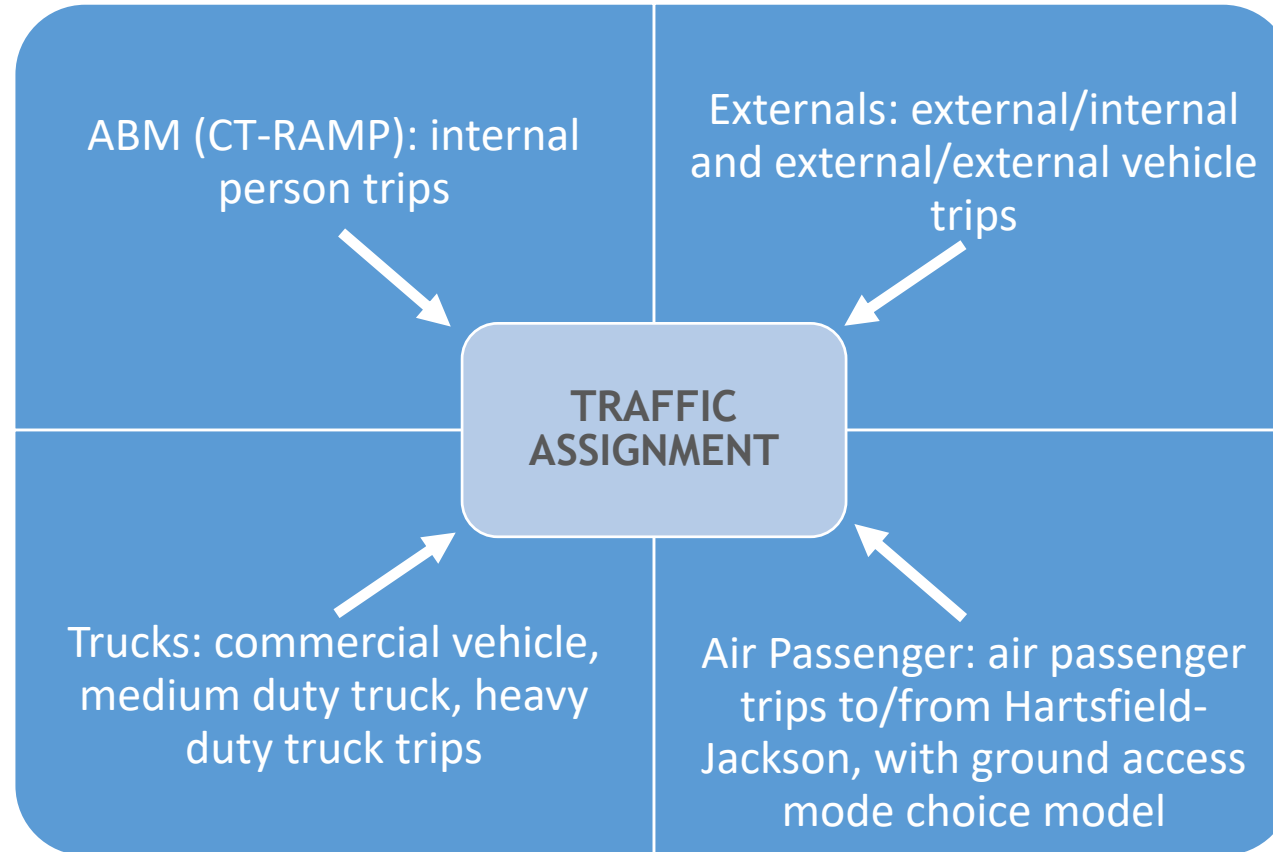 ABM (CT-RAMP): internal
person trips
Externals: external/internal
and external/external vehicle
trips
TRAFFIC
ASSIGNMENT
Trucks: commercial vehicle,
medium duty truck, heavy
duty truck trips
Air Passenger: air passenger
trips to/from Hartsfield-
Jackson, with ground access
mode choice model